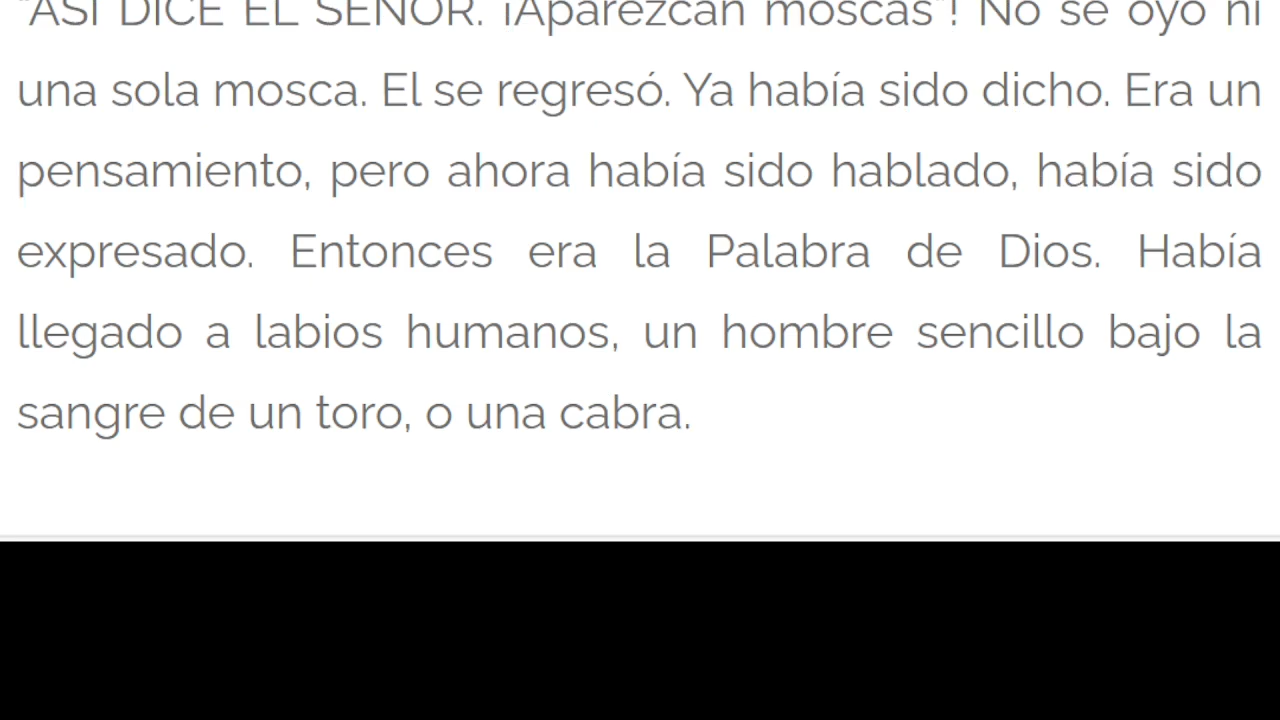 "ASÍ DICE EL SEÑOR. ¡Aparezcan moscas"! No se oyó ni
una sola mosca. El se regresó. Ya había sido dicho. Era un
pensamiento, pero ahora había sido hablado, había sido
expresado. Entonces era la Palabra de Dios. Había
llegado a labios humanos, un hombre sencillo bajo la
sangre de un toro, o una cabra.